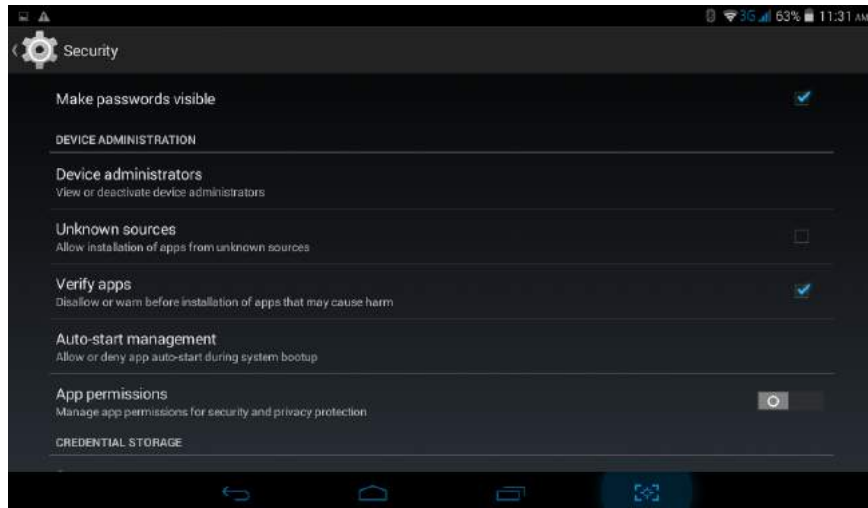 3G 63% 11:31 AM
Security
Make passwords visible
DEVICE ADMINISTRATION
Device administrators
View or deactivate device administrators
Unknown sources
Allow installation of apps from unknown sources
Verify apps
Disallow or warn before installation of apps that may cause harm
Auto-start management
Allow or deny app auto-start during system bootup
App permissions
Manage app permissions for security and privacy protection
CREDENTIAL STORAGE